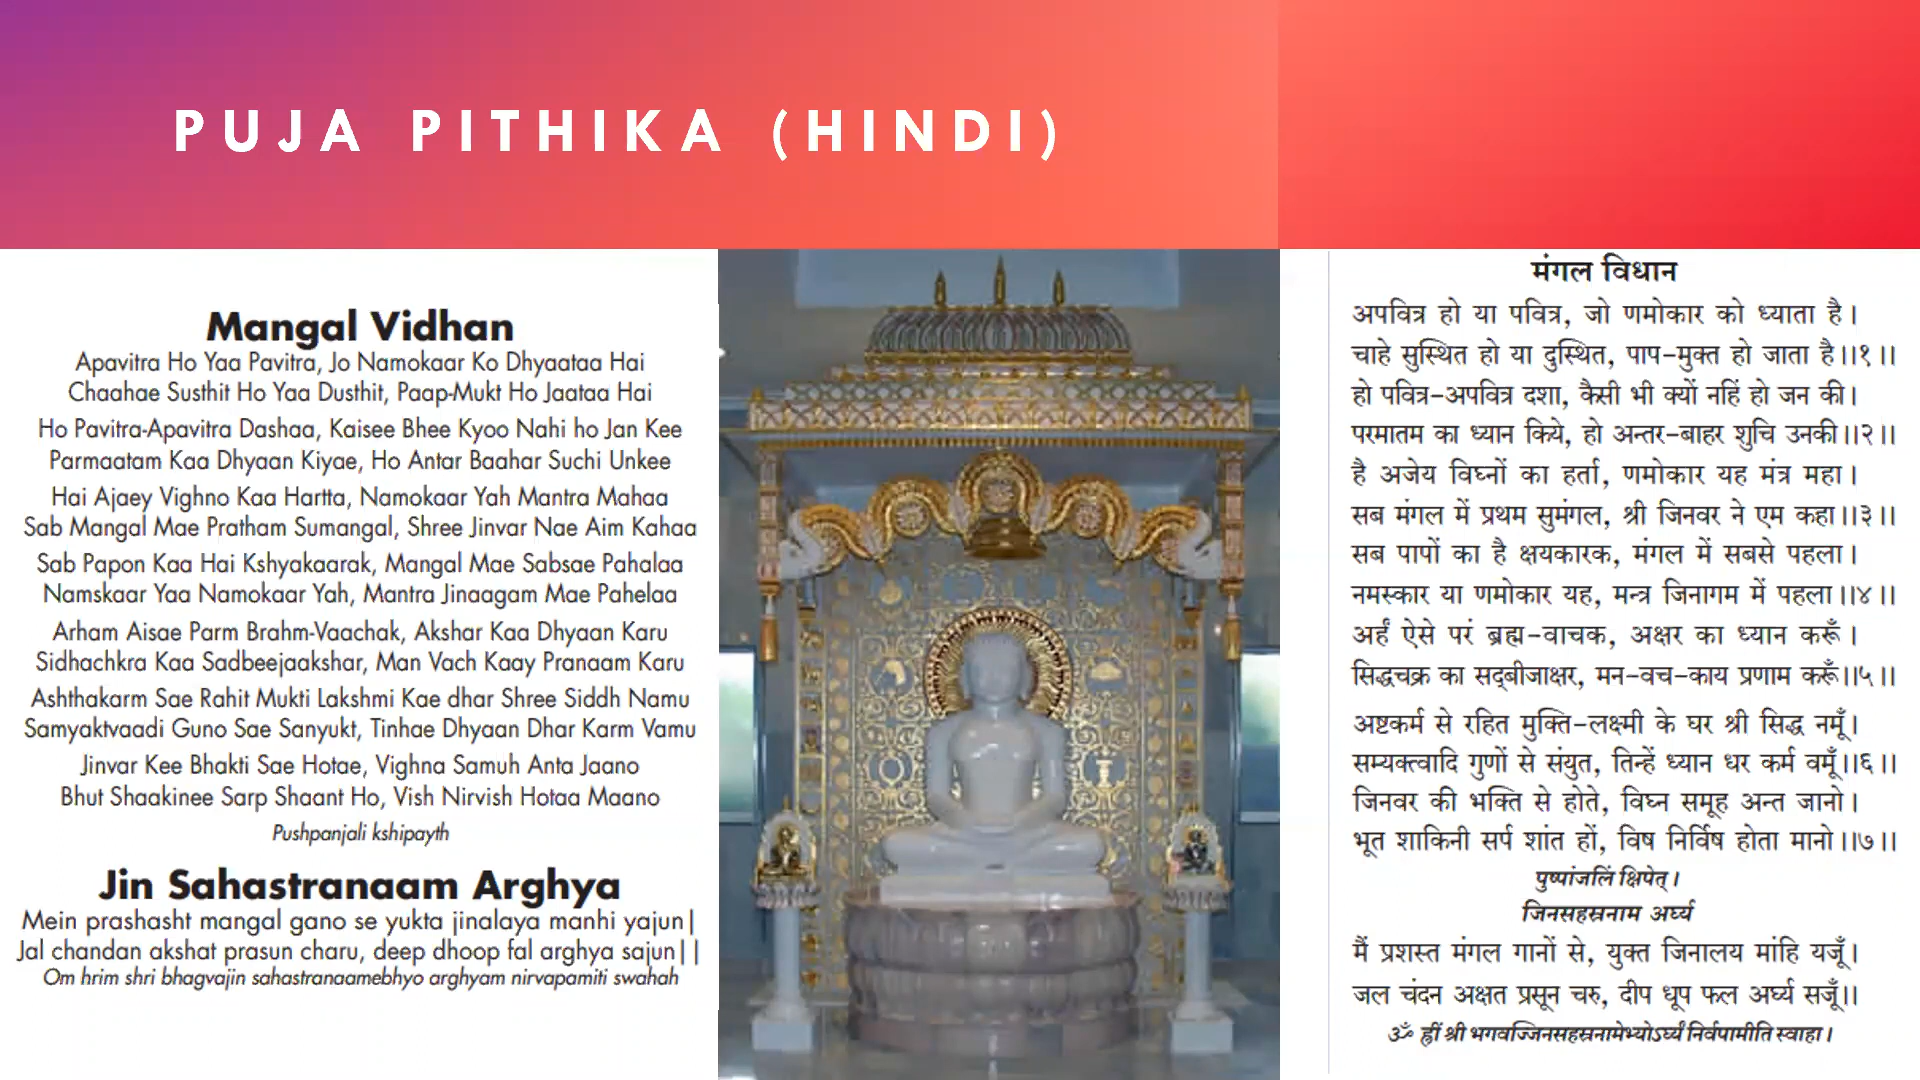 PUJA PITHIKA (HINDI)
Mangal Vidhan
Apavitra Ho Yaa Pavitra, Jo Namokaar Ko Dhyaataa Hai
Chaahae Susthit Ho Yaa Dusthit, Paap-Mukt Ho Jaataa Hai
Ho Pavitra-Apavitra Dashaa, Kaisee Bhee Kyoo Nahi ho Jan Kee
Parmaatam Kaa Dhyaan Kiyae, Ho Antar Baahar Suchi Unkee
Hai Ajaey Vighno Kaa Hartta, Namokaar Yah Mantra Mahaa
Sab Mangal Mae Pratham Sumangal, Shree Jinvar Nae Aim Kahaa
Sab Papon Kaa Hai Kshyakaarak, Mangal Mae Sabsae Pahalaa
Namskaar Yaa Namokaar Yah, Mantra Jinaagam Mae Pahelaa
Arham Aisae Parm Brahm-Vaachak, Akshar Kaa Dhyaan Karu
Sidhachkra Kaa Sadbeejaakshar, Man Vach Kaay Pranaam Karu
Ashthakarm Sae Rahit Mukti Lakshmi Kae dhar Shree Siddh Namu
Samyaktvaadi Guno Sae Sanyukt, Tinhae Dhyaan Dhar Karm Vamu
Jinvar Kee Bhakti Sae Hotae, Vighna Samuh Anta Jaano
Bhut Shaakinee Sarp Shaant Ho, Vish Nirvish Hotaa Maano
Pushpanjali kshipayth
Jin Sahastranaam Arghya
Mein prashasht mangal gano se yukta jinalaya manhi yajun|
Jal chandan akshat prasun charu, deep dhoop fal arghya sajun||
Om hrim shri bhagvajin sahastranaamebhyo arghyam nirvapamiti swahah
मंगल विधान
अपवित्र हो या पवित्र, जो णमोकार को ध्याता है।
चाहे सुस्थित हो या दुस्थित, पाप-मुक्त हो जाता है।।१।।
हो पवित्र-अपवित्र दशा, कैसी भी क्यों नहिं हो जन की।
परमातम का ध्यान किये, हो अन्तर-बाहर शुचि उनकी।।२।।
है अजेय विघ्नों का हर्ता, णमोकार यह मंत्र महा।
सब मंगल में प्रथम सुमंगल, श्री जिनवर ने एम कहा।।३।।
सब पापों का है क्षयकारक, मंगल में सबसे पहला।
नमस्कार या णमोकार यह, मन्त्र जिनागम में पहला।।४।।
अर्हं ऐसे परं ब्रह्म-वाचक, अक्षर का ध्यान करूँ।
सिद्धचक्र का सद्बीजाक्षर, मन-वच-काय प्रणाम करूँ।।५।।
अष्टकर्म से रहित मुक्ति-लक्ष्मी के घर श्री सिद्ध नमूँ।
सम्यक्त्वादि गुणों से संयुत, तिन्हें ध्यान धर कर्म वमूँ।।६।।
जिनवर की भक्ति से होते, विघ्न समूह अन्त जानो।
भूत शाकिनी सर्प शांत हों, विष निर्विष होता मानो।।७।।
पुष्पांजलिं क्षिपेत्।
जिनसहस्रनाम अर्घ्य
मैं प्रशस्त मंगल गानों से, युक्त जिनालय मांहि यजूँ।
जल चंदन अक्षत प्रसून चरु, दीप धूप फल अर्घ्य सजूँ।।
ॐ ह्रीं श्री भगवज्जिनसहस्रनामेभ्योऽर्घ्यं निर्वपामीति स्वाहा।